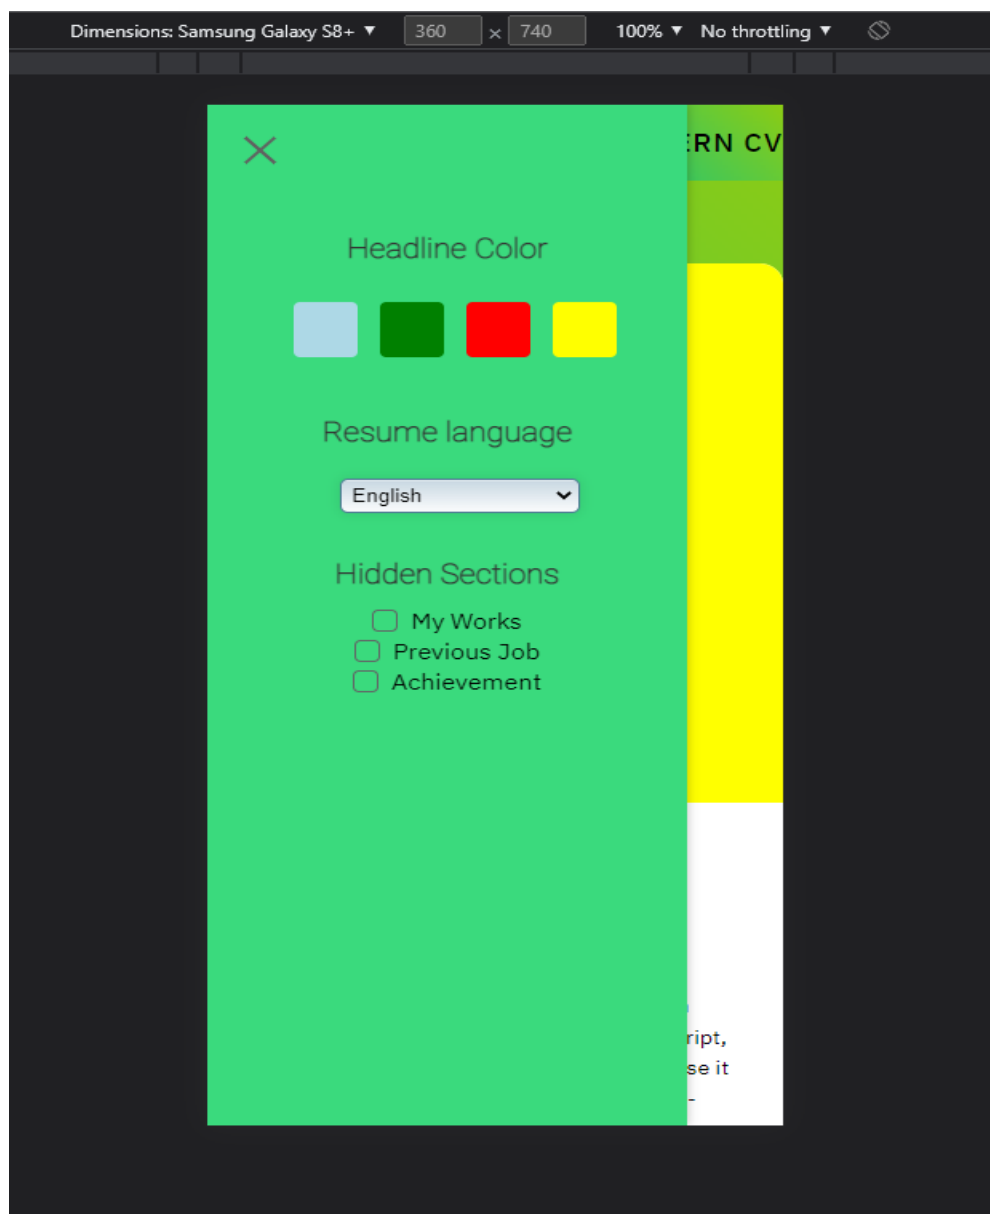 Dimensions: Samsung Galaxy S8+ ▼ 360 × 740 100% ▼ No throttling ▼
ERN CV
Headline Color
Resume language
English
Hidden Sections
My Works
Previous Job
Achievement
ript,
se it
-